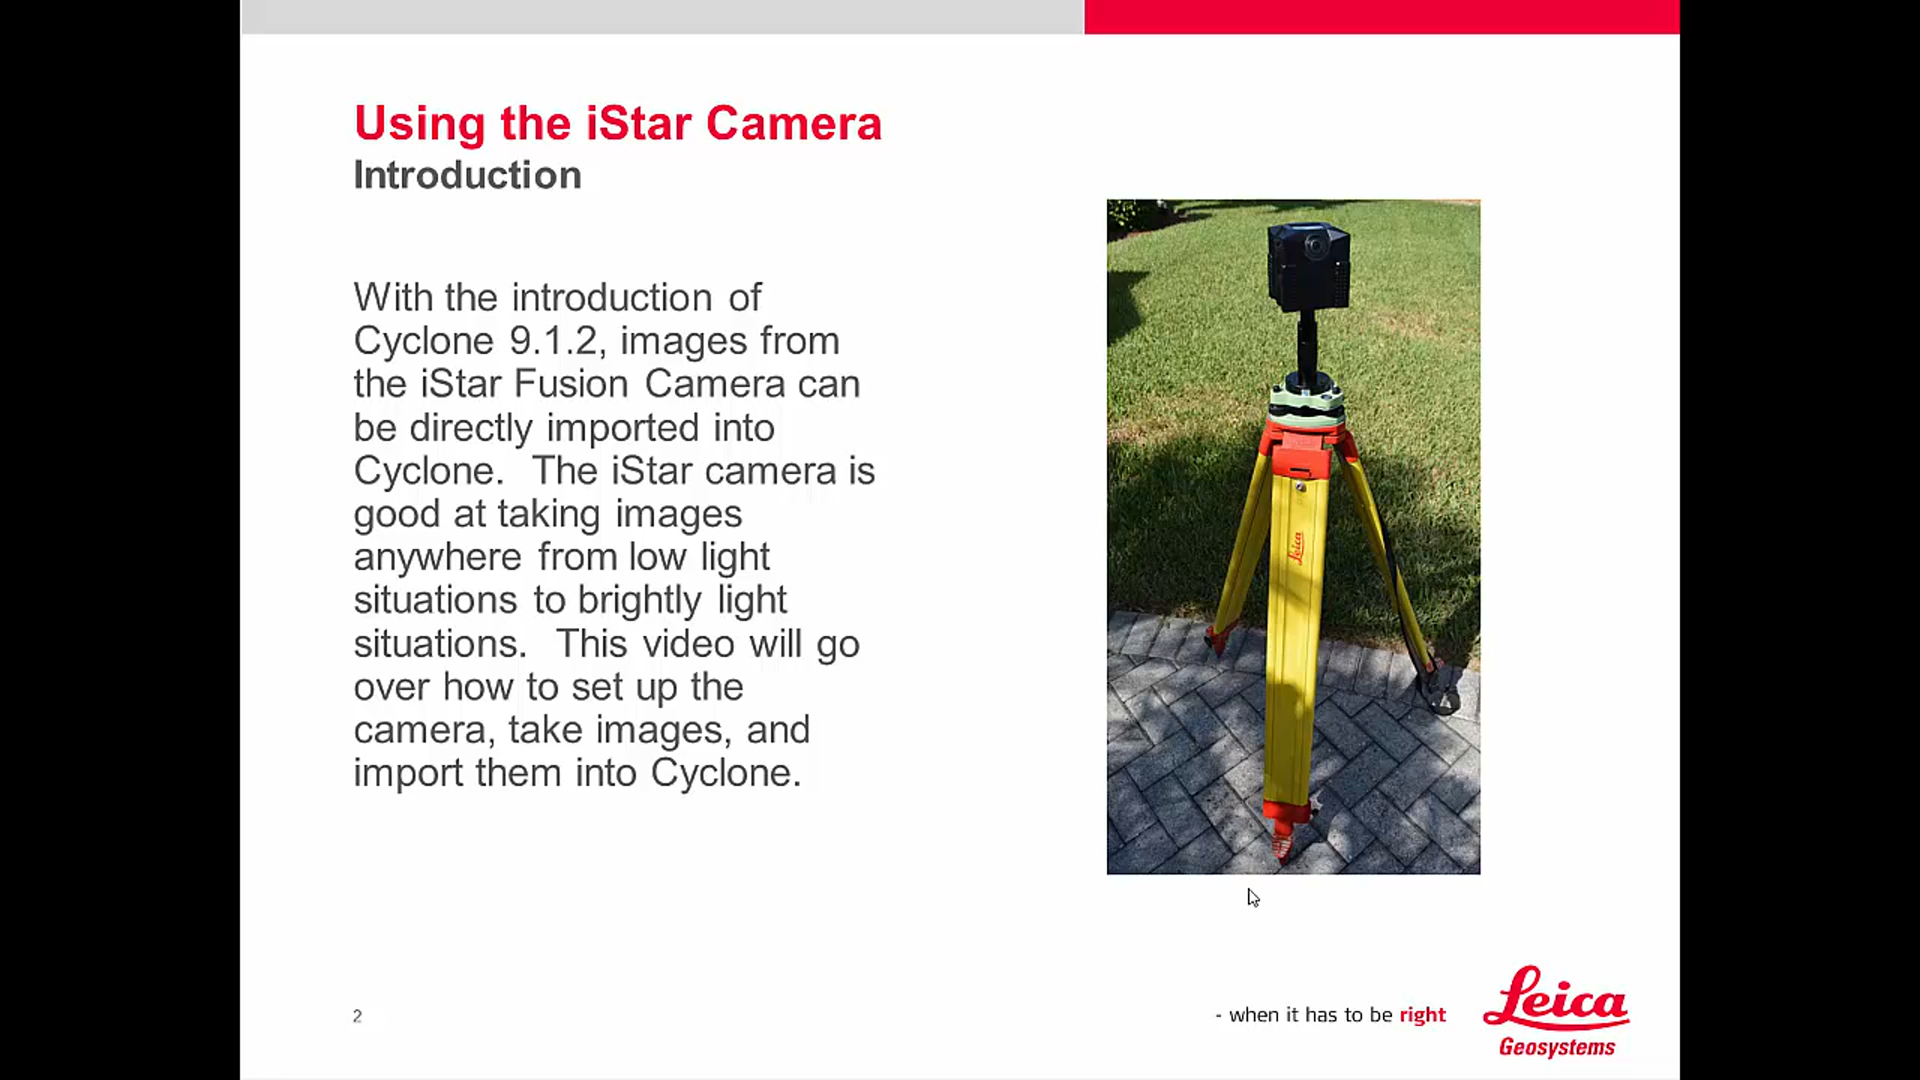 Using the iStar Camera
Introduction
With the introduction of
Cyclone 9.1.2, images from
the iStar Fusion Camera can
be directly imported into
Cyclone. The iStar camera is
good at taking images
anywhere from low light
situations to brightly light
situations. This video will go
over how to set up the
camera, take images, and
import them into Cyclone.
Leica
2
- when it has to be right
Leica
Geosystems